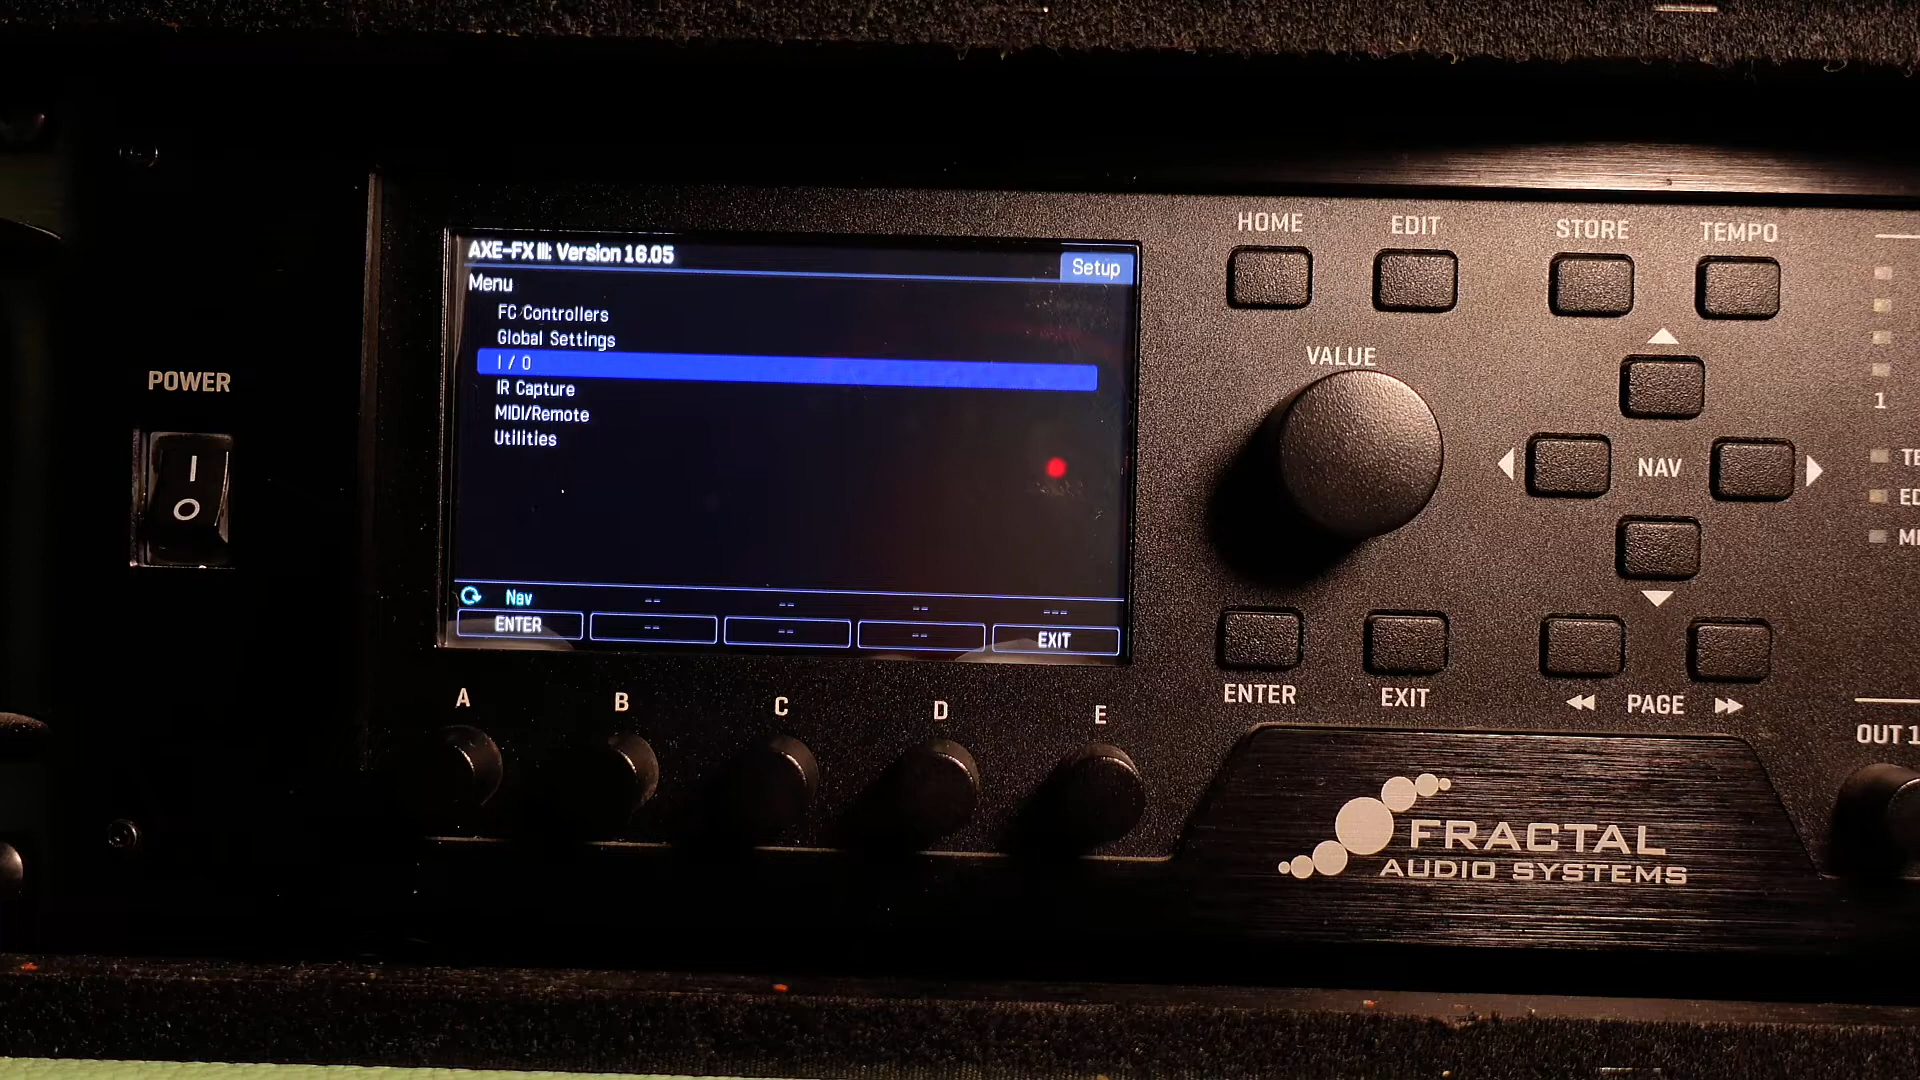 AXE-FX III: Version 16.05
Setup
Menu
FC Controllers
Global Settings
I / O
IR Capture
MIDI/Remote
Utilities
Nav
-- -- -- ---
ENTER -- -- -- EXIT
A B C D E
POWER
I
O
HOME EDIT STORE TEMPO
VALUE
NAV
ENTER EXIT PAGE
1
OUT 1
FRACTAL
AUDIO SYSTEMS